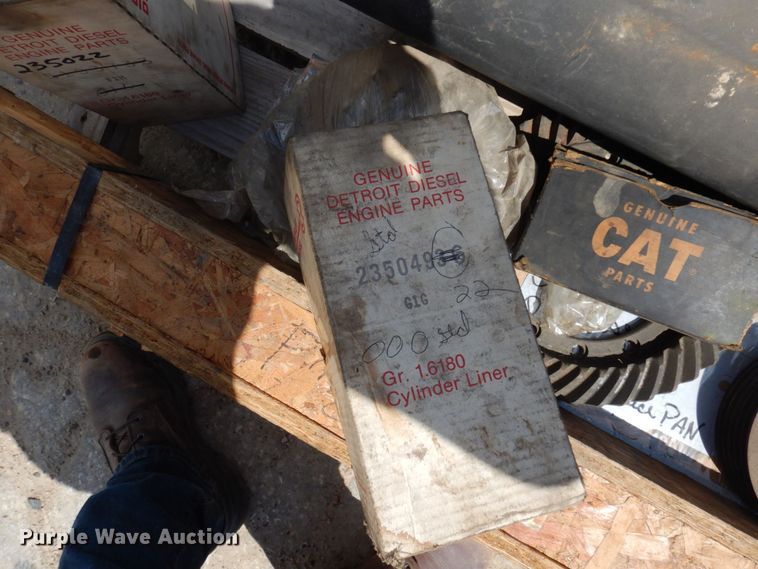 GENUINE
DETROIT DIESEL
ENGINE PARTS
235022
GENUINE
DETROIT DIESEL
ENGINE PARTS
std
235049
GIG 22
000 std
Gr. 1.6180
Cylinder Liner
GENUINE
CAT
PARTS
PAN
Purple Wave Auction